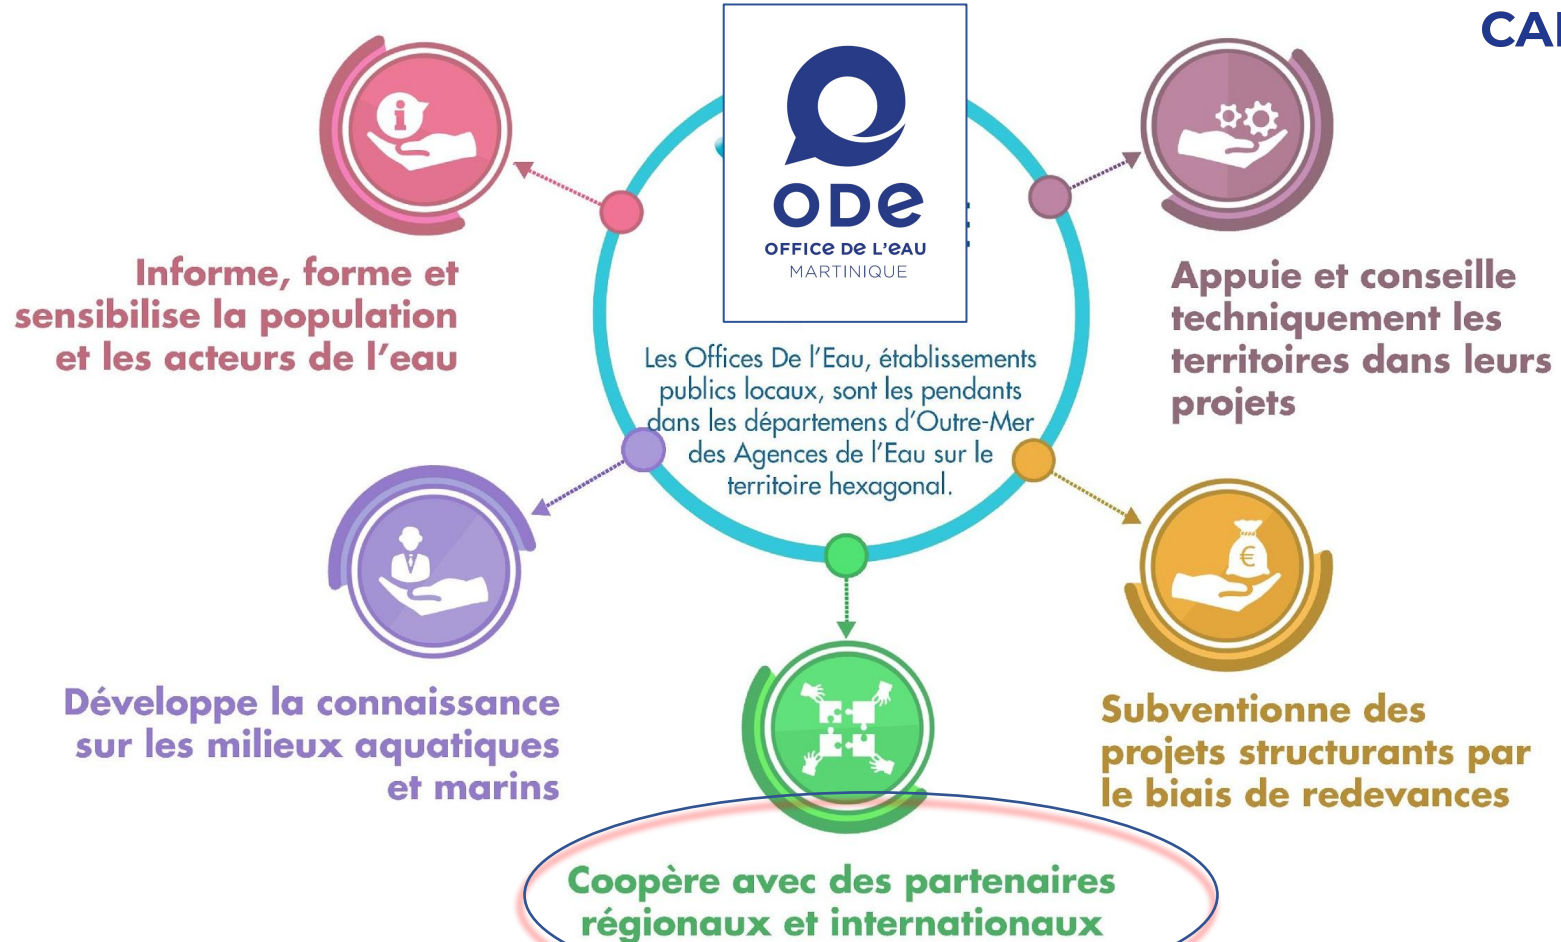 ODE
OFFICE DE L'EAU
MARTINIQUE
Les Offices De l'Eau, établissements
publics locaux, sont les pendants
dans les départemens d'Outre-Mer
des Agences de l'Eau sur le
territoire hexagonal.
Informe, forme et
sensibilise la population
et les acteurs de l'eau
Appuie et conseille
techniquement les
territoires dans leurs
projets
Développe la connaissance
sur les milieux aquatiques
et marins
Subventionne des
projets structurants par
le biais de redevances
Coopère avec des partenaires
régionaux et internationaux